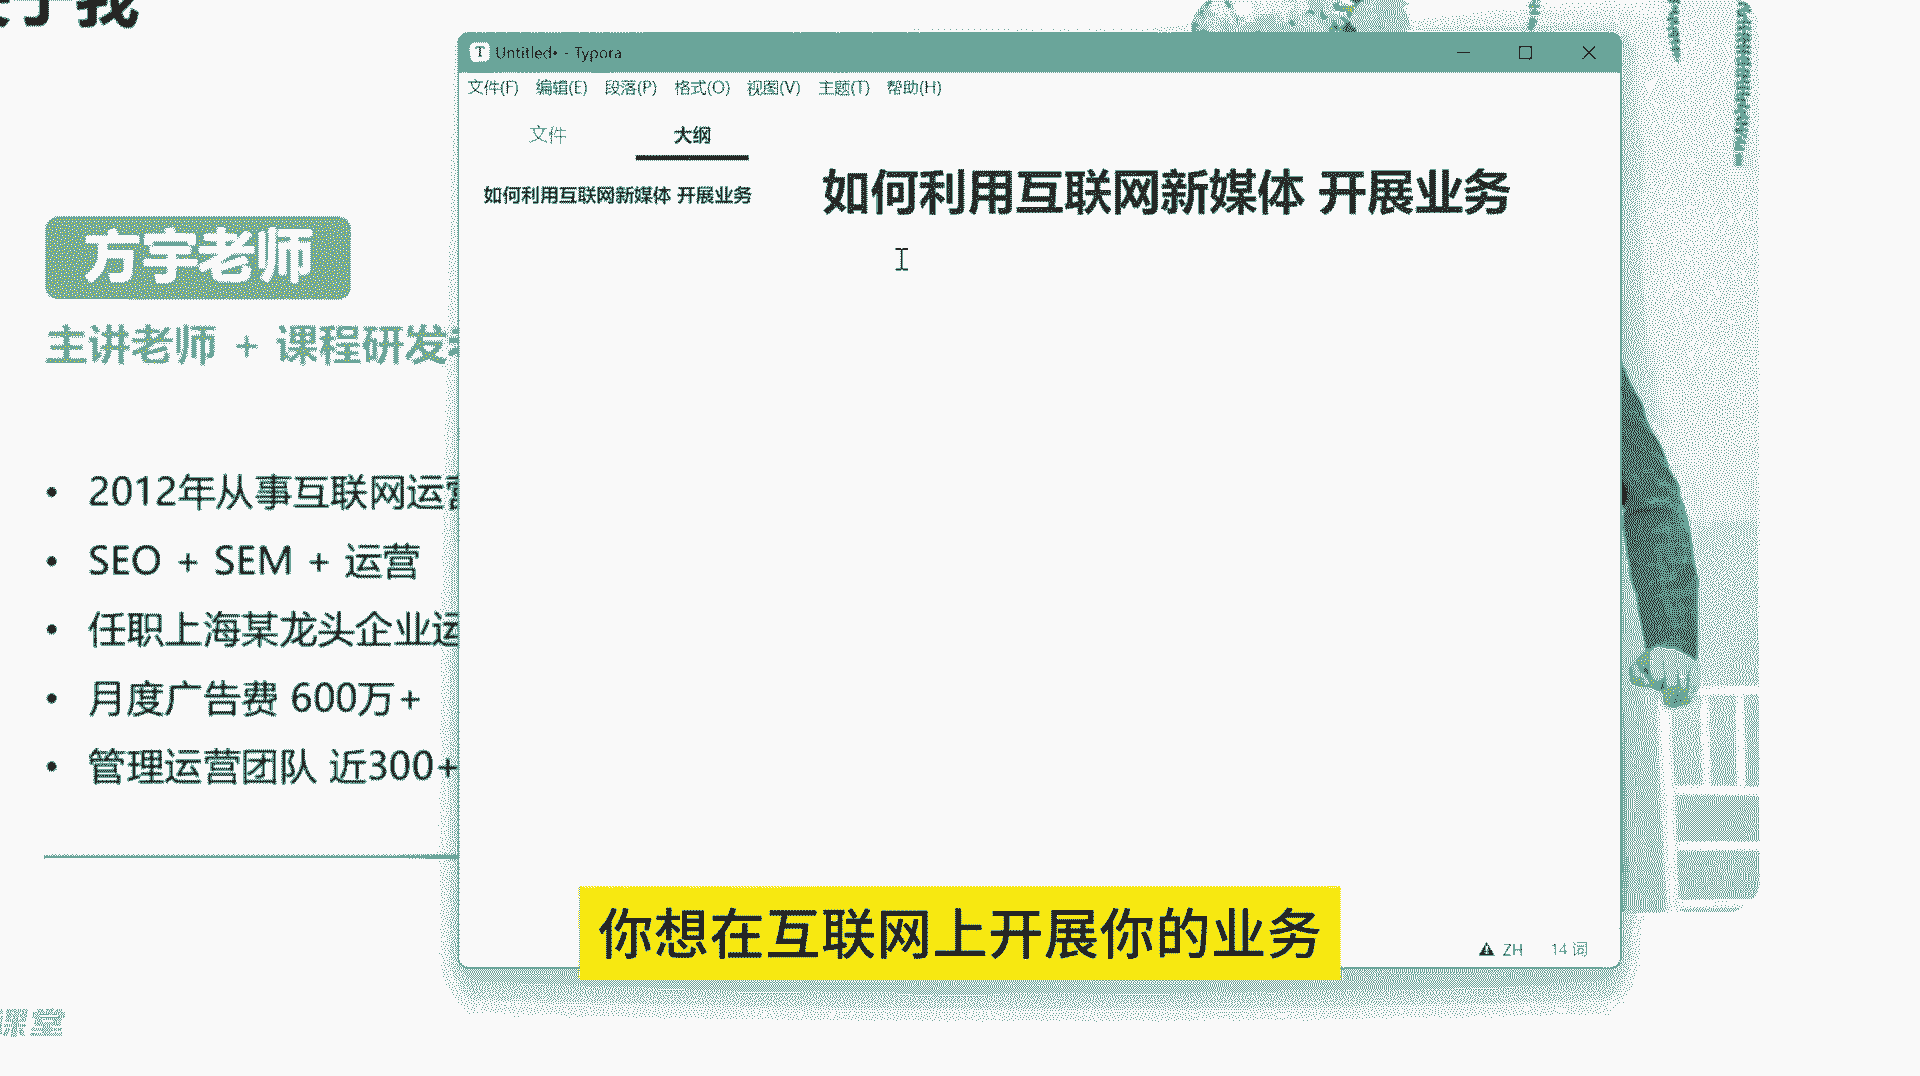 于我
方宇老师
主讲老师 + 课程研发
2012年从事互联网运营
SEO + SEM + 运营
任职上海某龙头企业运
月度广告费 600万+
管理运营团队 近300+
课堂
Untitled• - Typora
文件(F) 编辑(E) 段落(P) 格式(O) 视图(V) 主题(T) 帮助(H)
文件 大纲
如何利用互联网新媒体 开展业务
如何利用互联网新媒体 开展业务
你想在互联网上开展你的业务
ZH 14 词